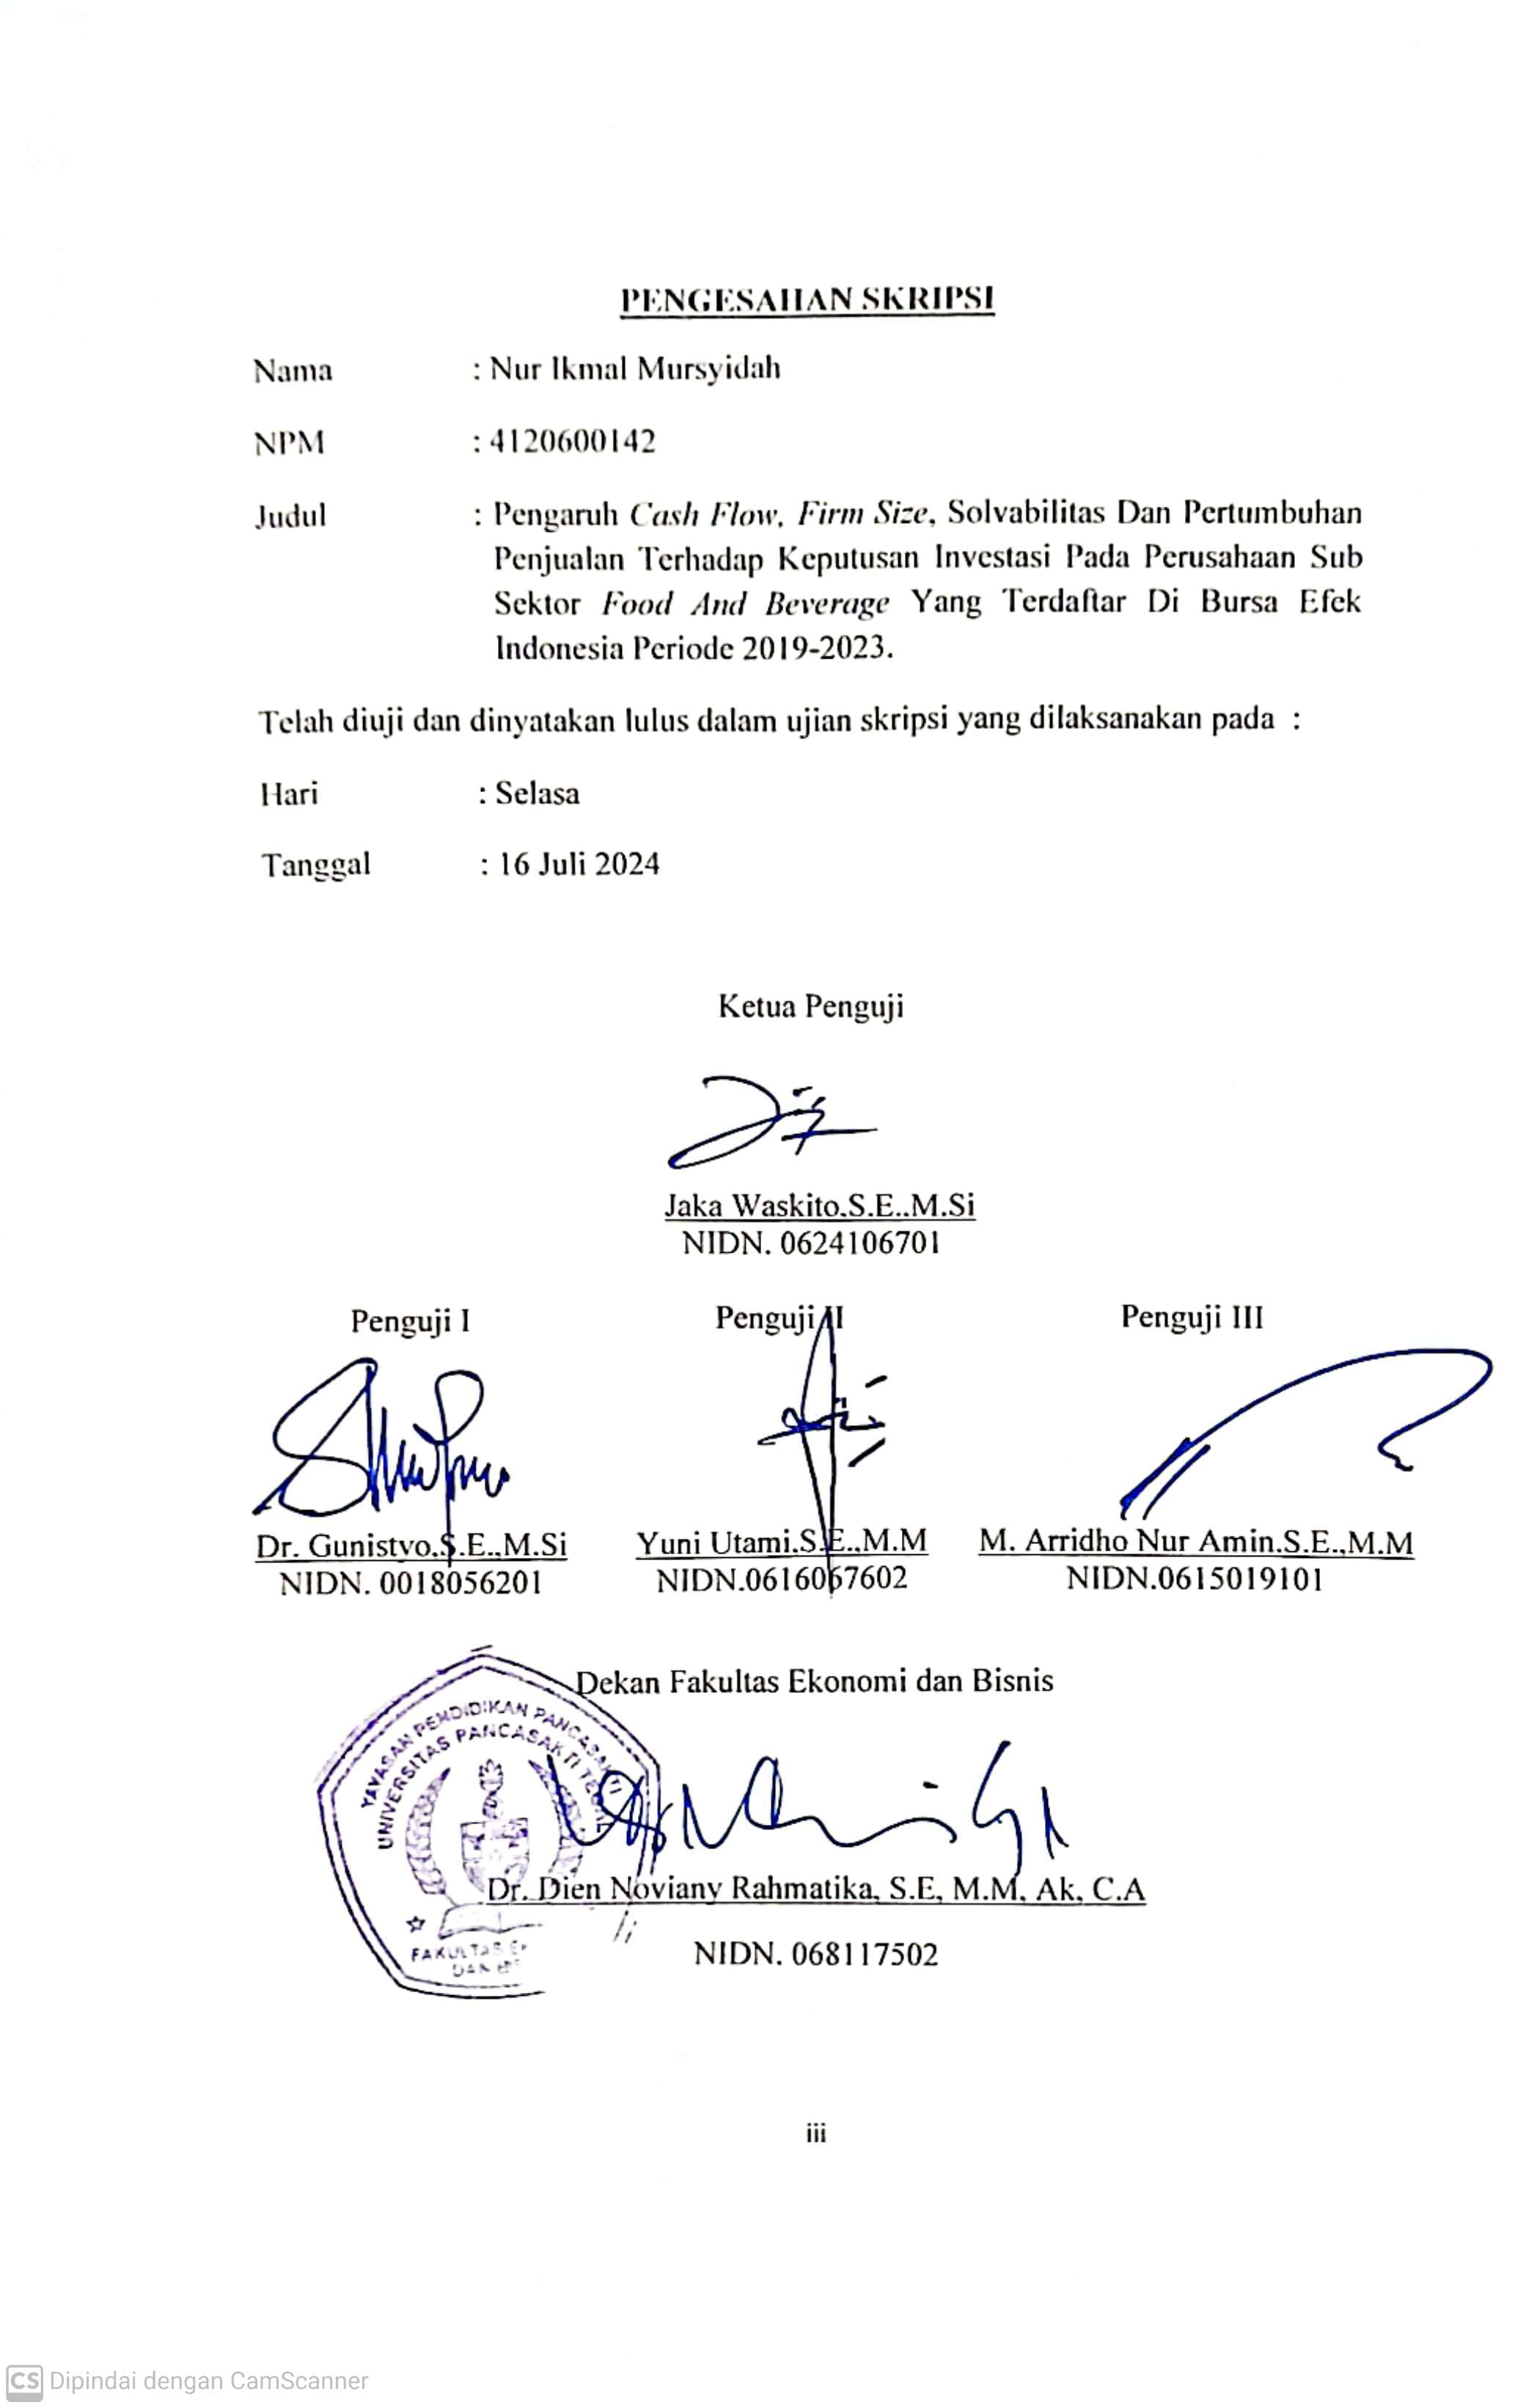 PENGESAHAN SKRIPSI
Nama : Nur Ikmal Mursyidah
NPM : 4120600142
Judul : Pengaruh Cash Flow, Firm Size, Solvabilitas Dan Pertumbuhan
Penjualan Terhadap Keputusan Investasi Pada Perusahaan Sub
Sektor Food And Beverage Yang Terdaftar Di Bursa Efek
Indonesia Periode 2019-2023.
Telah diuji dan dinyatakan lulus dalam ujian skripsi yang dilaksanakan pada :
Hari : Selasa
Tanggal : 16 Juli 2024
Ketua Penguji
Jaka Waskito.S.E..M.Si
NIDN. 0624106701
Penguji I Penguji II Penguji III
Dr. Gunistyo.S.E..M.Si Yuni Utami.S.E..M.M M. Arridho Nur Amin.S.E..M.M
NIDN. 0018056201 NIDN.0616067602 NIDN.0615019101
Dekan Fakultas Ekonomi dan Bisnis
YAYASAN PENDIDIKAN PANCASAKTI
UNIVERSITAS PANCASAKTI TEGAL
Dr. Dien Noviany Rahmatika, S.E, M.M, Ak, C.A
FAKULTAS
DAN
NIDN. 068117502
iii
CS Dipindai dengan CamScanner